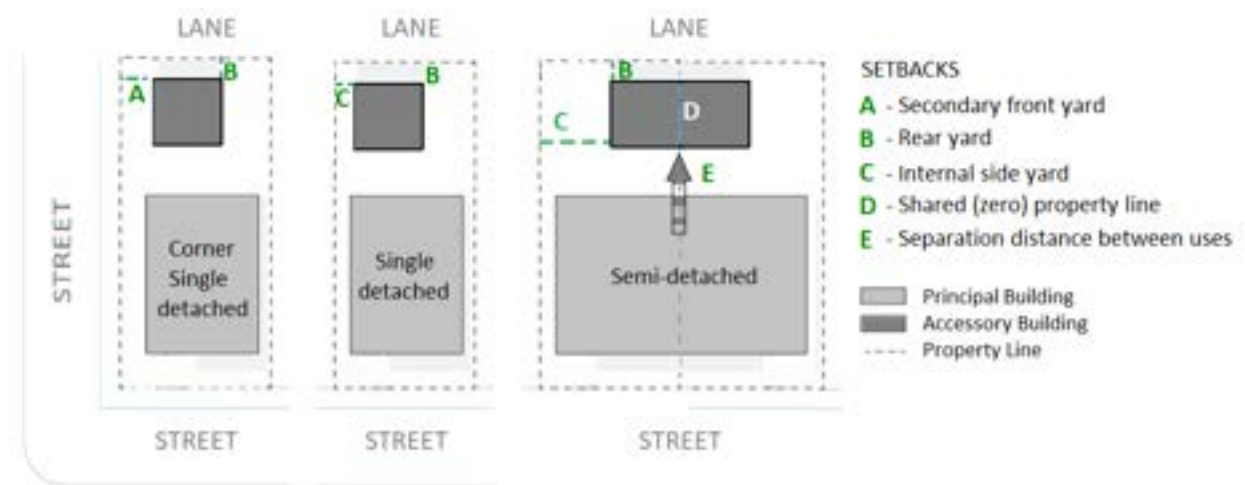 LANE
LANE
LANE
B
A
B
C
B
C
D
E
STREET
Corner
Single
detached
Single
detached
Semi-detached
STREET
STREET
STREET
SETBACKS
A - Secondary front yard
B - Rear yard
C - Internal side yard
D - Shared (zero) property line
E - Separation distance between uses
Principal Building
Accessory Building
Property Line